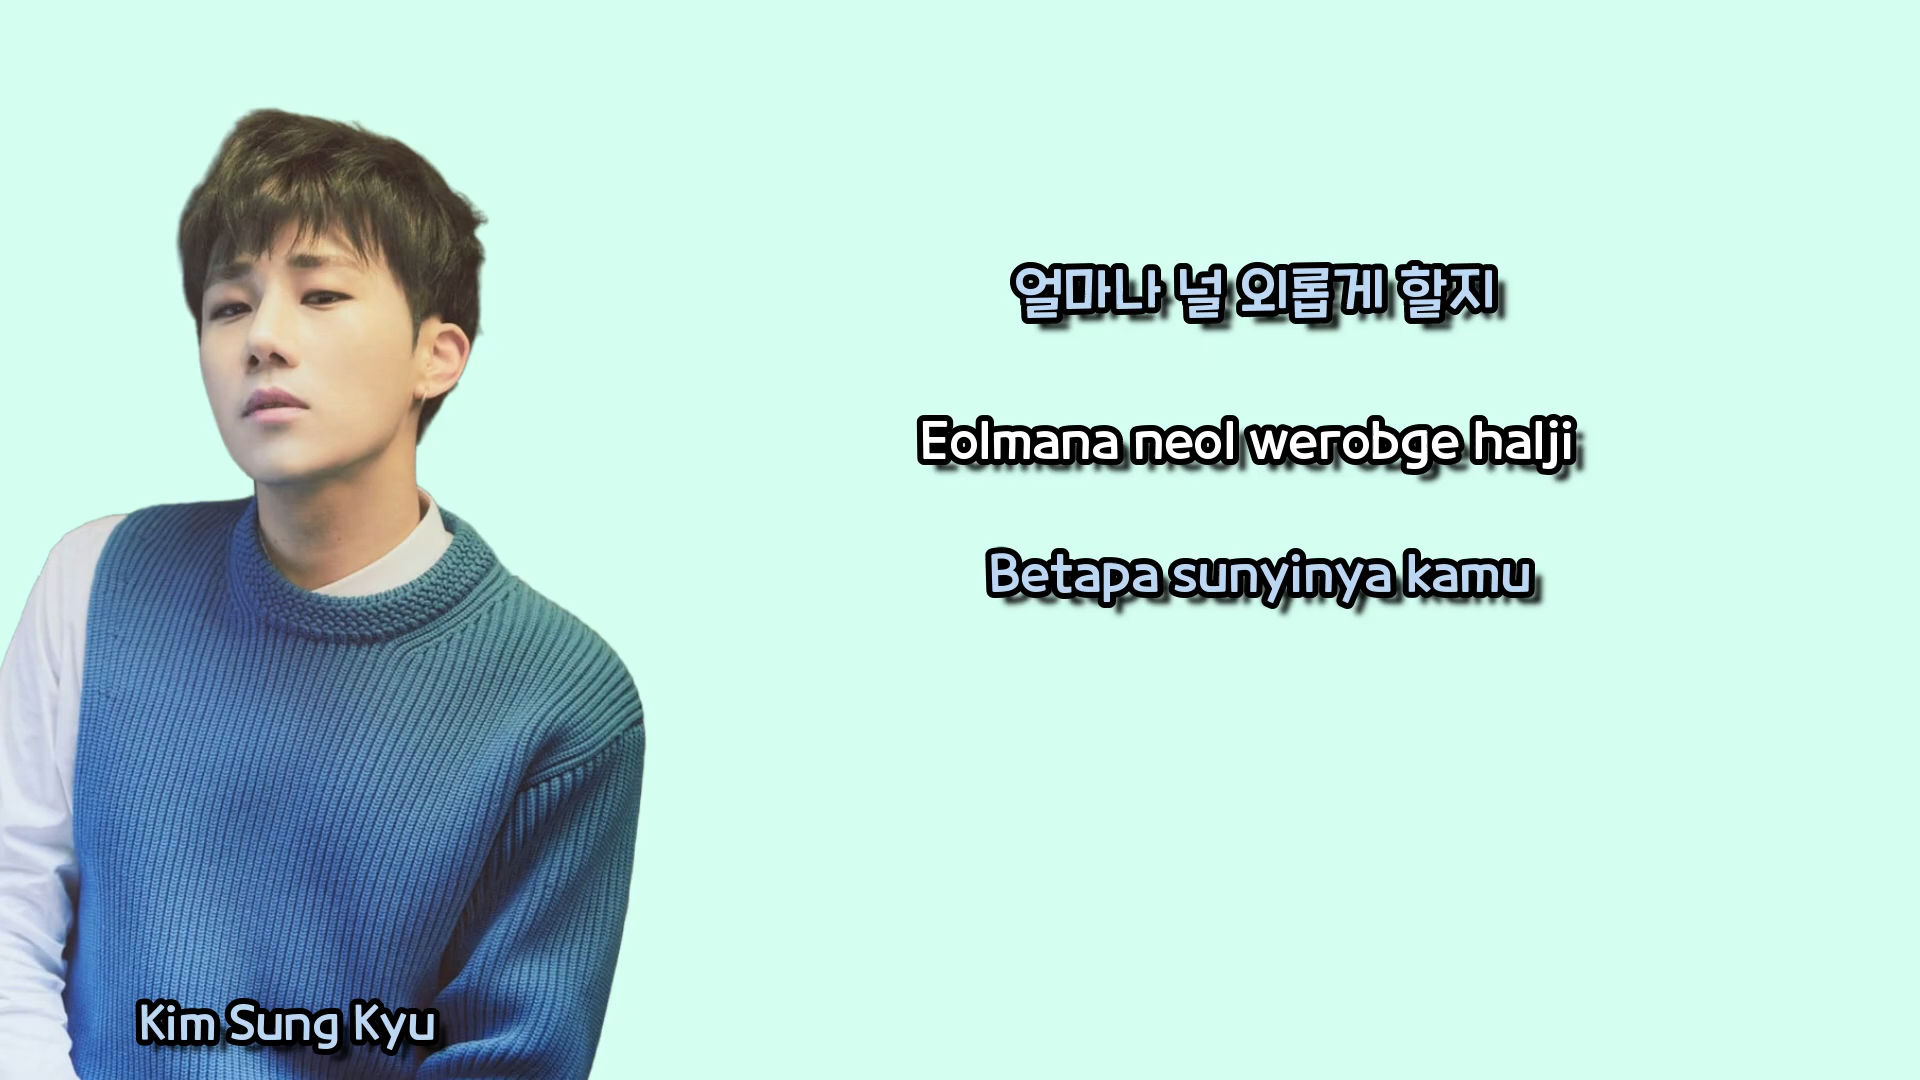 얼마나 널 외롭게 할지
Eolmana neol werobge halji
Betapa sunyinya kamu
Kim Sung Kyu